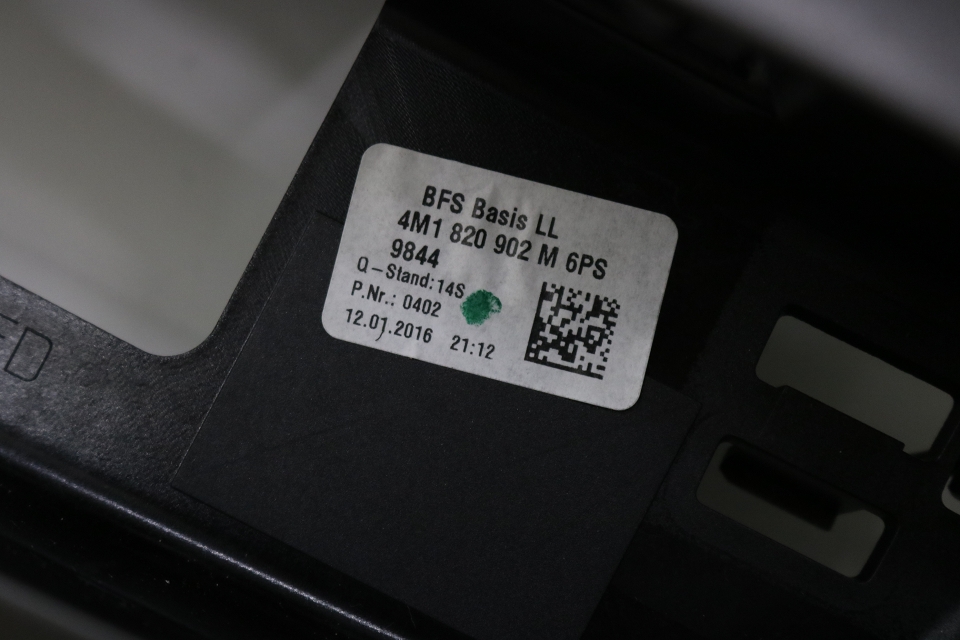 BFS Basis LL
4M1 820 902 M 6PS
9844
Q-Stand:14S
P.Nr.: 0402
12.01.2016 21:12